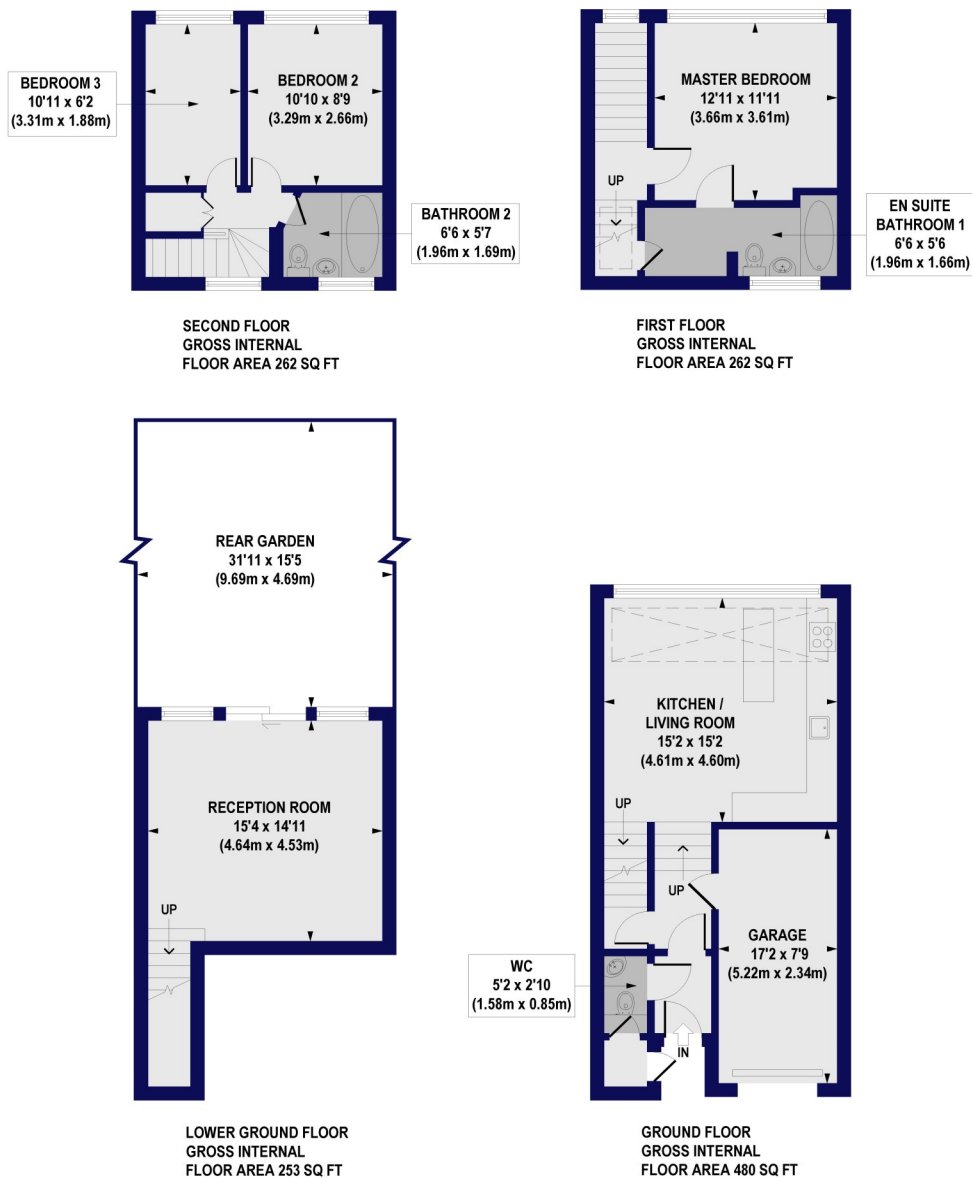 BEDROOM 3
10'11 x 6'2
(3.31m x 1.88m)
BEDROOM 2
10'10 x 8'9
(3.29m x 2.66m)
BATHROOM 2
6'6 x 5'7
(1.96m x 1.69m)
SECOND FLOOR
GROSS INTERNAL
FLOOR AREA 262 SQ FT
MASTER BEDROOM
12'11 x 11'11
(3.66m x 3.61m)
UP
EN SUITE
BATHROOM 1
6'6 x 5'6
(1.96m x 1.66m)
FIRST FLOOR
GROSS INTERNAL
FLOOR AREA 262 SQ FT
REAR GARDEN
31'11 x 15'5
(9.69m x 4.69m)
RECEPTION ROOM
15'4 x 14'11
(4.64m x 4.53m)
UP
LOWER GROUND FLOOR
GROSS INTERNAL
FLOOR AREA 253 SQ FT
KITCHEN /
LIVING ROOM
15'2 x 15'2
(4.61m x 4.60m)
UP
UP
GARAGE
17'2 x 7'9
(5.22m x 2.34m)
WC
5'2 x 2'10
(1.58m x 0.85m)
IN
GROUND FLOOR
GROSS INTERNAL
FLOOR AREA 480 SQ FT